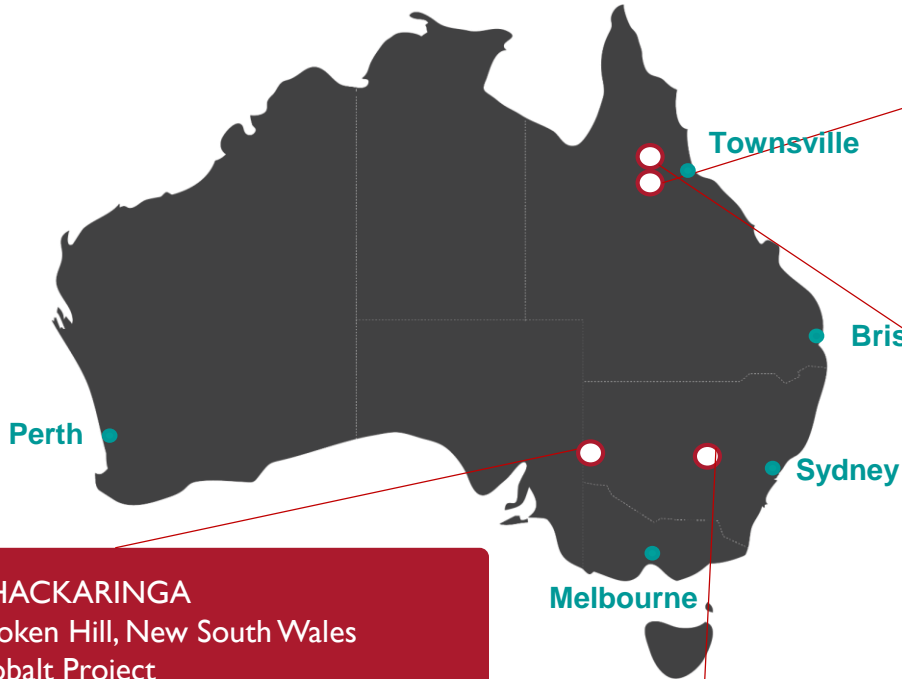 Townsville
Bris
Perth
Sydney
HACKARINGA
oken Hill, New South Wales
obalt Project
Melbourne